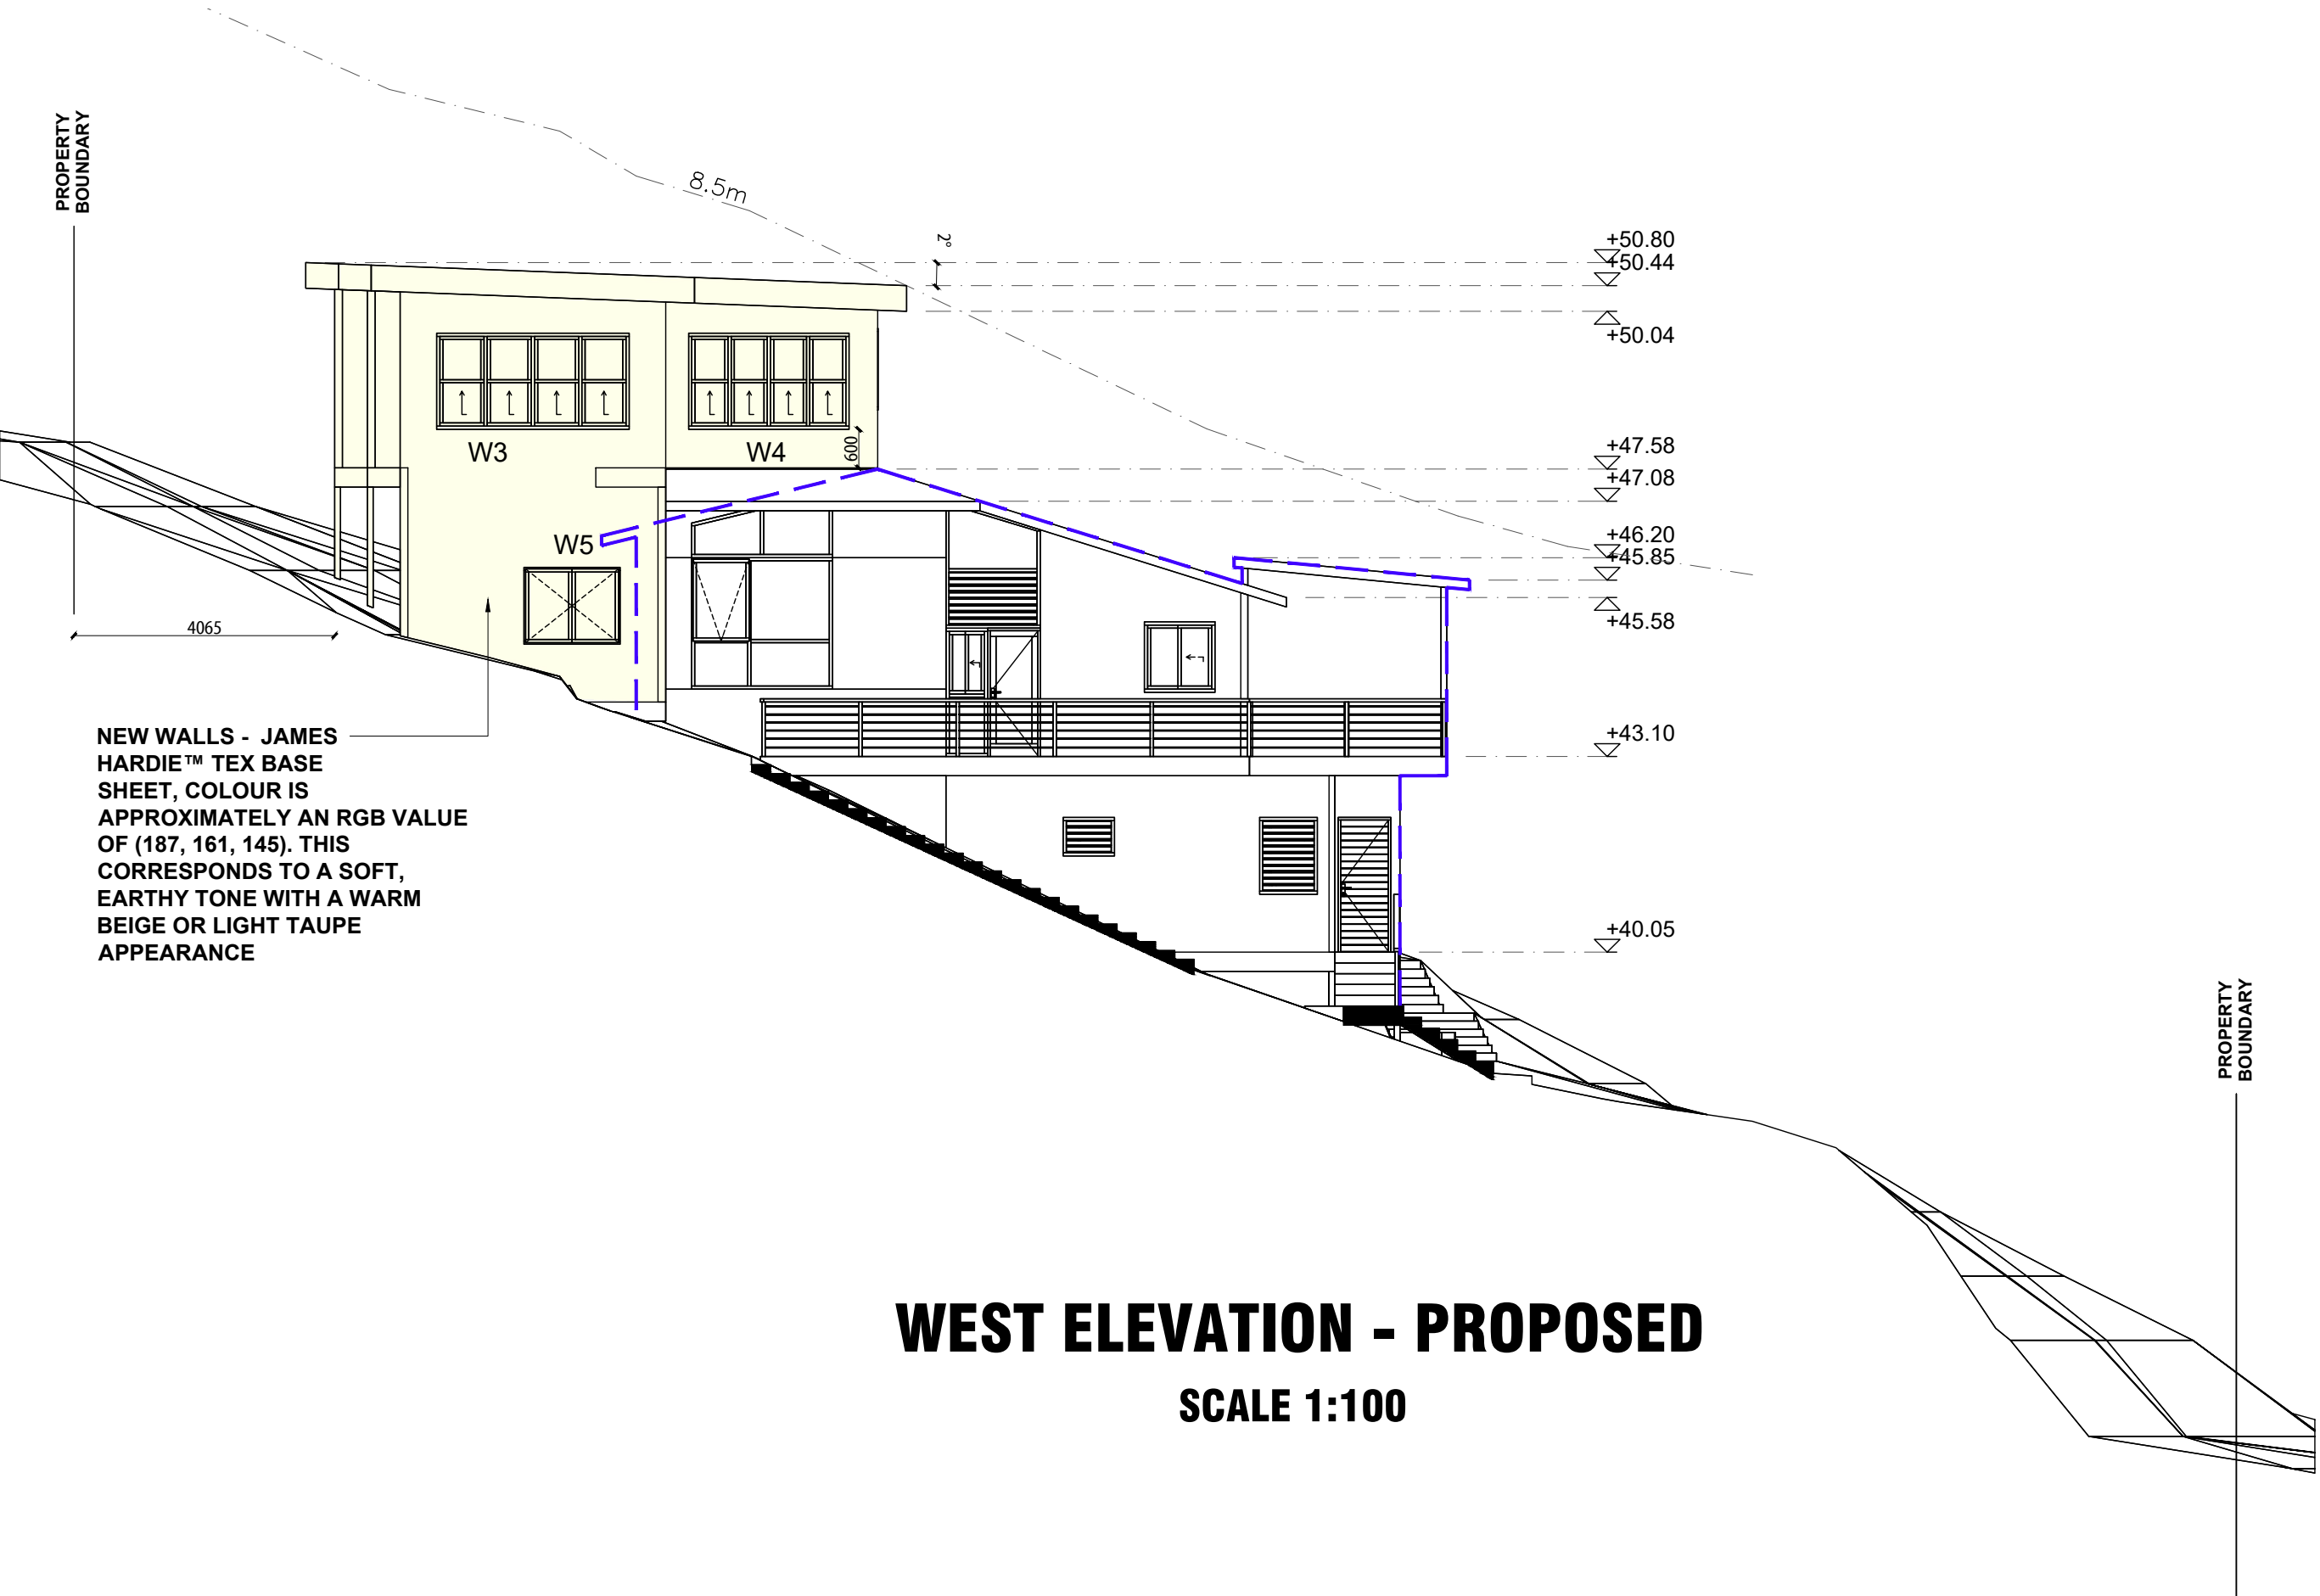 PROPERTY
BOUNDARY
8.5m
2°
+50.80
+50.44
+50.04
W3
W4
600
+47.58
+47.08
W5
+46.20
+45.85
+45.58
4065
NEW WALLS - JAMES
HARDIE™ TEX BASE
SHEET, COLOUR IS
APPROXIMATELY AN RGB VALUE
OF (187, 161, 145). THIS
CORRESPONDS TO A SOFT,
EARTHY TONE WITH A WARM
BEIGE OR LIGHT TAUPE
APPEARANCE
+43.10
+40.05
PROPERTY
BOUNDARY
WEST ELEVATION - PROPOSED
SCALE 1:100